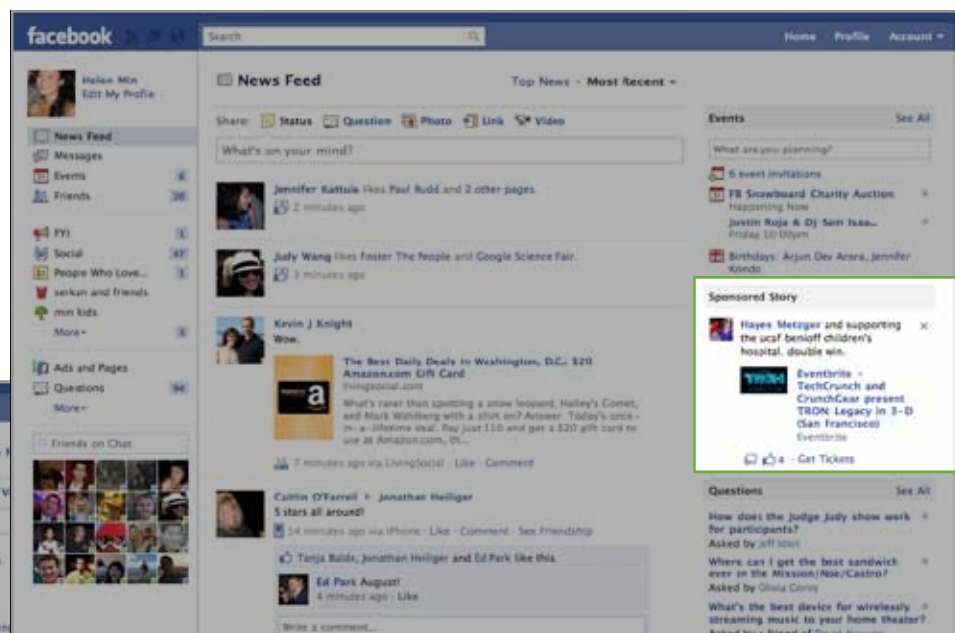 facebook
Search
Home Profile Account
Helen Min
Edit My Profile
News Feed
Messages
Events 6
Friends
FYI 1
Social
People Who Love... 1
serkan and friends
min kids
More
Ads and Pages
Questions
More
Friends on Chat
News Feed
Top News · Most Recent
Share: Status Question Photo Link Video
What's on your mind?
Jennifer Kattula likes Paul Rudd and 2 other pages.
2 minutes ago
Judy Wang likes Foster The People and Google Science Fair.
3 minutes ago
Kevin J Knight
Wow.
The Best Daily Deals in Washington, D.C. $20
Amazon.com Gift Card
livingsocial.com
What's rarer than spotting a snow leopard, Halley's Comet,
and Mark Wahlberg with a shirt on? Answer: Today's once-
in-a-lifetime deal. Pay just $10 and get a $20 gift card to
use at Amazon.com, th...
7 minutes ago via LivingSocial · Like · Comment
Caitlin O'Farrell Jonathan Heiliger
5 stars all around!
14 minutes ago via iPhone · Like · Comment · See Friendship
Jonathan Heiliger and Ed Park like this.
Ed Park August!
4 minutes ago · Like
Write a comment...
Events See All
What are you planning?
6 event invitations
FB Snowboard Charity Auction
Happening Now
Justin Roja & Dj Sam Isaa...
Friday 10:00pm
Birthdays: Arjun Dev Arora, Jennifer
Kondo
Sponsored Story
Hayes Metzger and supporting
the ucsf benioff children's
hospital. double win.
Eventbrite -
TechCrunch and
CrunchGear present
TRON: Legacy in 3-D
(San Francisco)
Eventbrite
4 · Get Tickets
Questions See All
How does the Judge Judy show work
for participants?
Asked by
Where can I get the best sandwich
ever in the Mission/Noe/Castro?
Asked by Olivia
What's the best device for wirelessly
streaming music to your home theater?